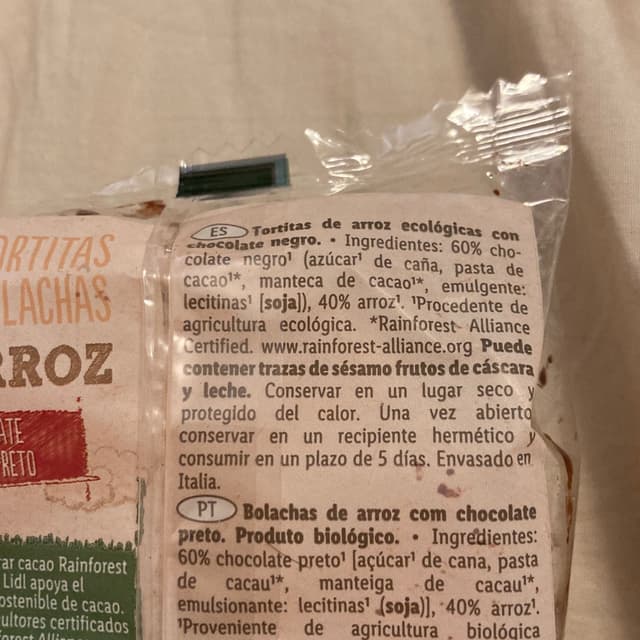 ORTITAS
LACHAS
RROZ
ATE
RETO
rar cacao Rainforest
Lidl apoya el
ostenible de cacao.
ultores certificados
ES Tortitas de arroz ecológicas con
chocolate negro. • Ingredientes: 60% cho-
colate negro¹ (azúcar¹ de caña, pasta de
cacao¹*, manteca de cacao¹*, emulgente:
lecitinas¹ [soja]), 40% arroz¹. ¹Procedente de
agricultura ecológica. *Rainforest Alliance
Certified. www.rainforest-alliance.org Puede
contener trazas de sésamo frutos de cáscara
y leche. Conservar en un lugar seco y
protegido del calor. Una vez abierto
conservar en un recipiente hermético y
consumir en un plazo de 5 días. Envasado en
Italia.
PT Bolachas de arroz com chocolate
preto. Produto biológico. • Ingredientes:
60% chocolate preto¹ [açúcar¹ de cana, pasta
de cacau¹*, manteiga de cacau¹*,
emulsionante: lecitinas¹ (soja)], 40% arroz¹.
¹Proveniente de agricultura biológica